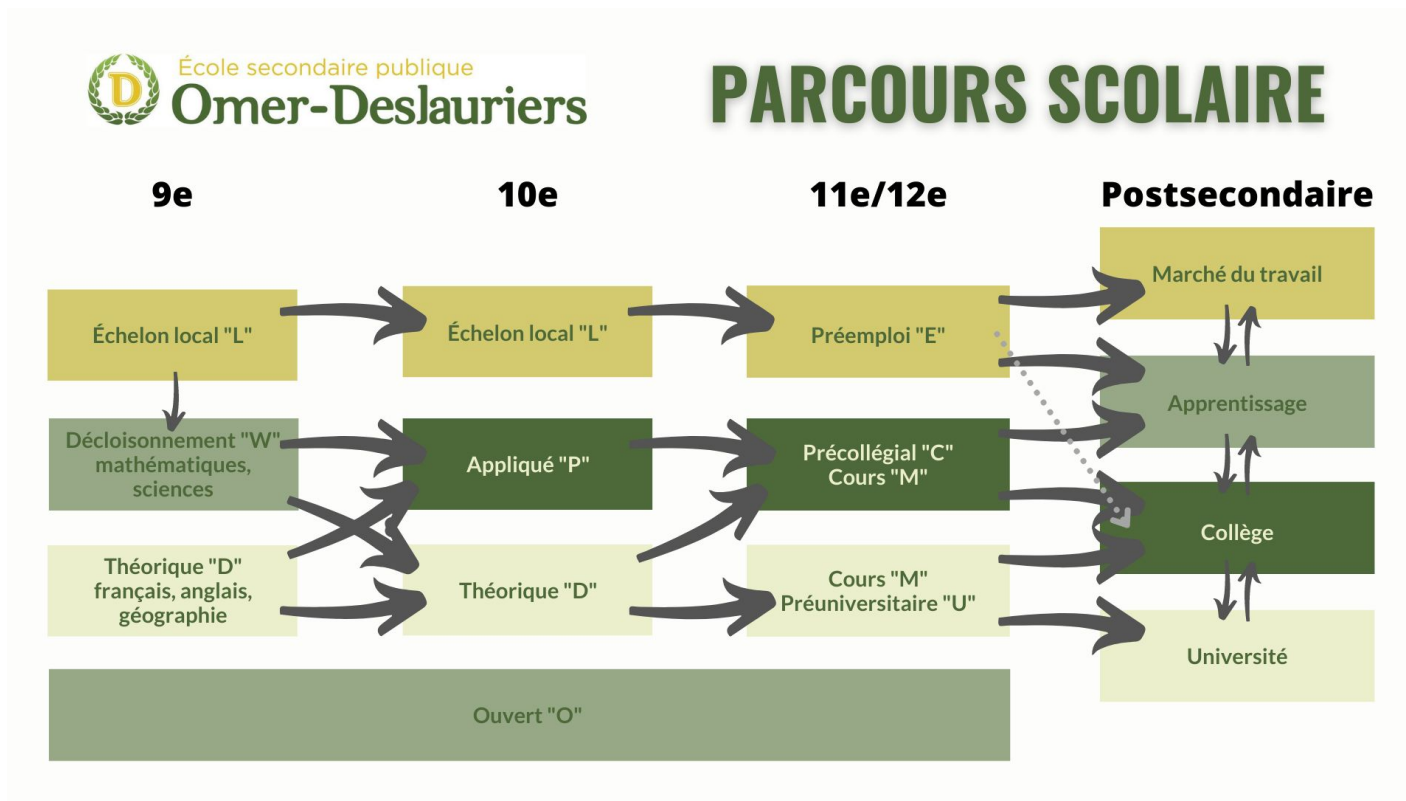 École secondaire publique
D
Omer-Deslauriers
PARCOURS SCOLAIRE
9e
10e
11e/12e
Postsecondaire
Échelon local "L"
Échelon local "L"
Préemploi "E"
Marché du travail
Décloisonnement "W"
mathématiques,
sciences
Appliqué "P"
Précollégial "C"
Cours "M"
Apprentissage
Théorique "D"
français, anglais,
géographie
Théorique "D"
Cours "M"
Préuniversitaire "U"
Collège
Université
Ouvert "O"